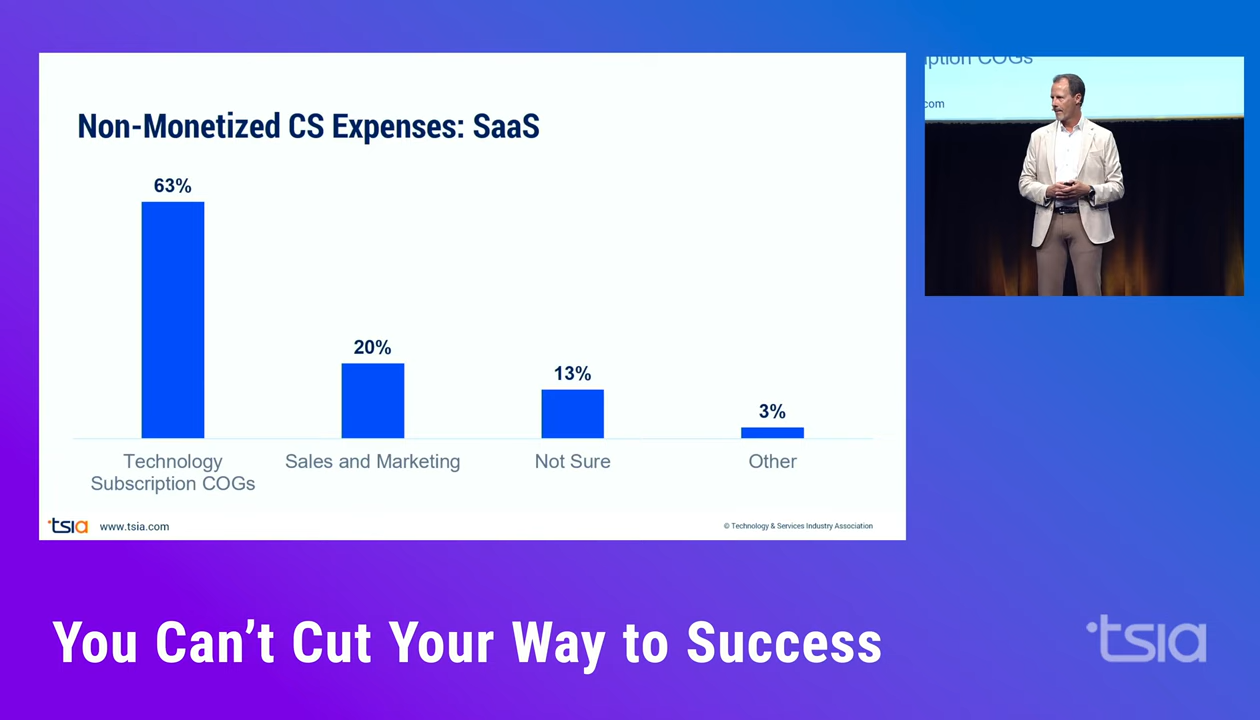 Non-Monetized CS Expenses: SaaS
63%
20%
13%
3%
Technology
Subscription COGs
Sales and Marketing
Not Sure
Other
tsia
www.tsia.com
© Technology & Services Industry Association
ption COGs
com
You Can't Cut Your Way to Success
tsia